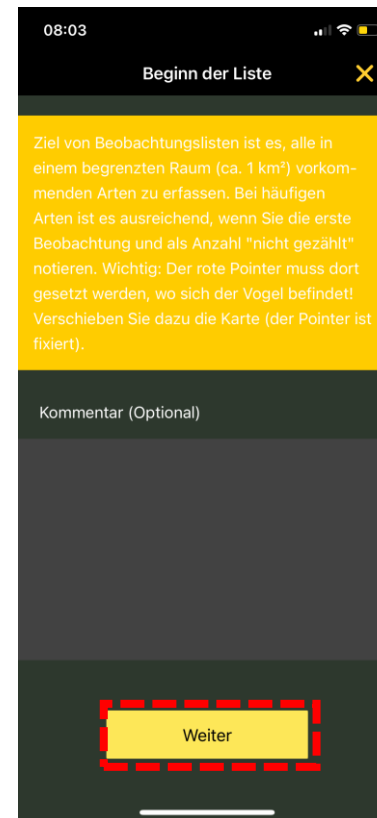 08:03
Beginn der Liste
Ziel von Beobachtungslisten ist es, alle in
einem begrenzten Raum (ca. 1 km²) vorkom-
menden Arten zu erfassen. Bei häufigen
Arten ist es ausreichend, wenn Sie die erste
Beobachtung und als Anzahl "nicht gezählt"
notieren. Wichtig: Der rote Pointer muss dort
gesetzt werden, wo sich der Vogel befindet!
Verschieben Sie dazu die Karte (der Pointer ist
fixiert).
Kommentar (Optional)
Weiter